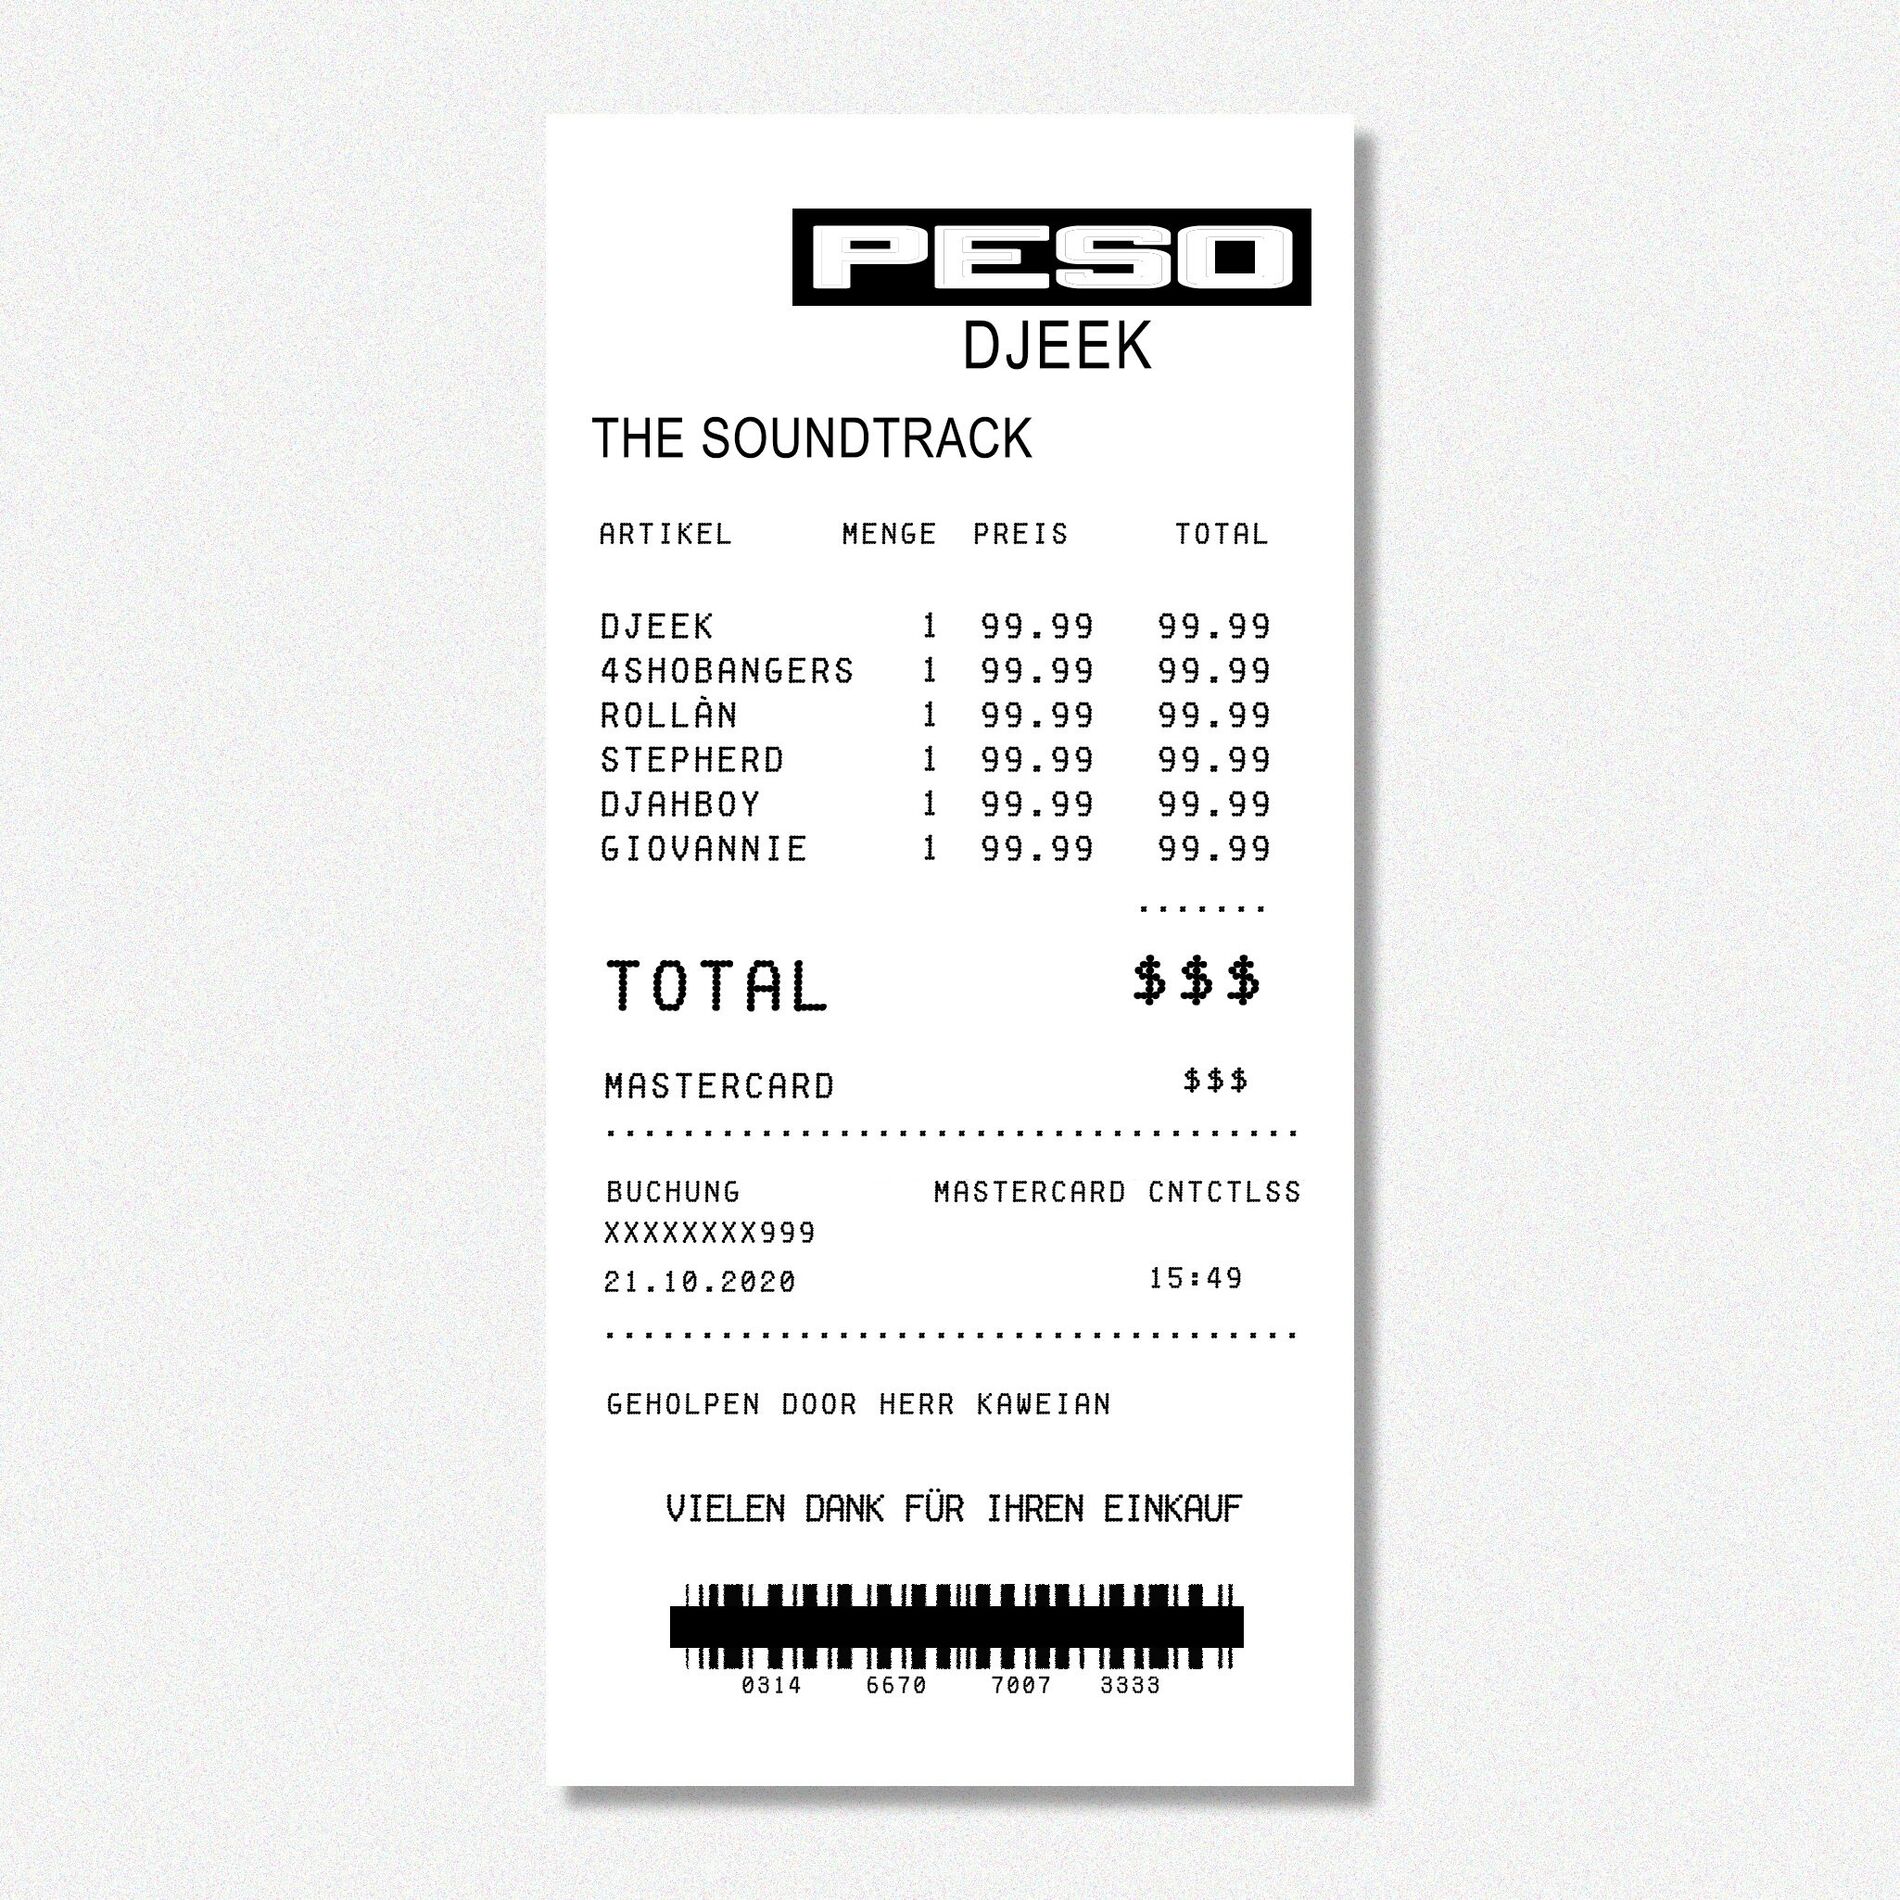 PESO
DJEEK
THE SOUNDTRACK
ARTIKEL MENGE PREIS TOTAL
DJEEK 1 99.99 99.99
4SHOBANGERS 1 99.99 99.99
ROLLÀN 1 99.99 99.99
STEPHERD 1 99.99 99.99
DJAHBOY 1 99.99 99.99
GIOVANNIE 1 99.99 99.99
.......
TOTAL $$$
MASTERCARD $$$
....................................
BUCHUNG MASTERCARD CNTCTLSS
XXXXXXXX999
21.10.2020 15:49
....................................
GEHOLPEN DOOR HERR KAWEIAN
VIELEN DANK FÜR IHREN EINKAUF
0314 6670 7007 3333